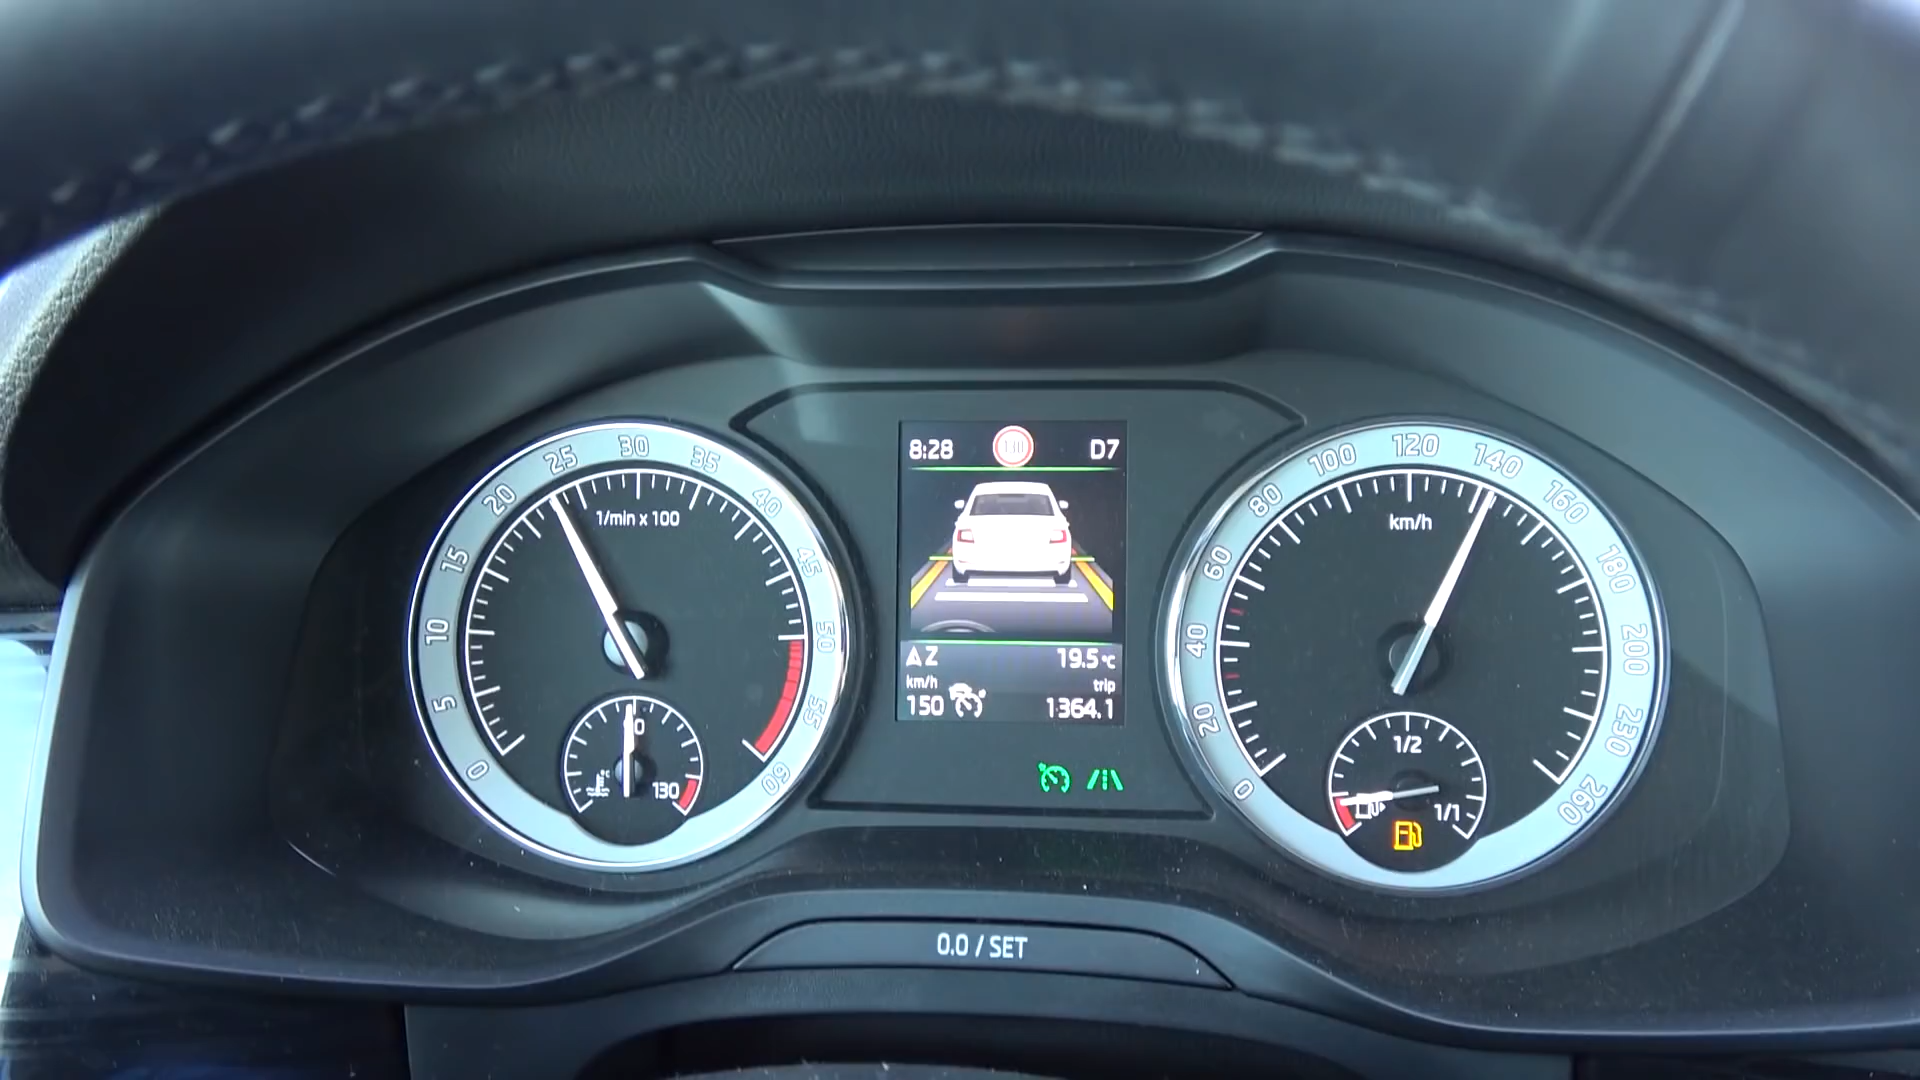 0 5 10 15 20 25 30 35 40 45 50 55 60
1/min x 100
130
8:28 130 D7
Z 19.5 °C
km/h trip
150 1364.1
0 20 40 60 80 100 120 140 160 180 200 230 260
km/h
1/2
1/1
0.0 / SET